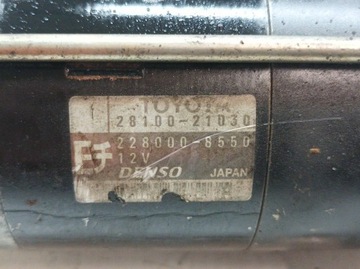 TOYOTA
28100-21030
228000-8550
12V
DENSO JAPAN